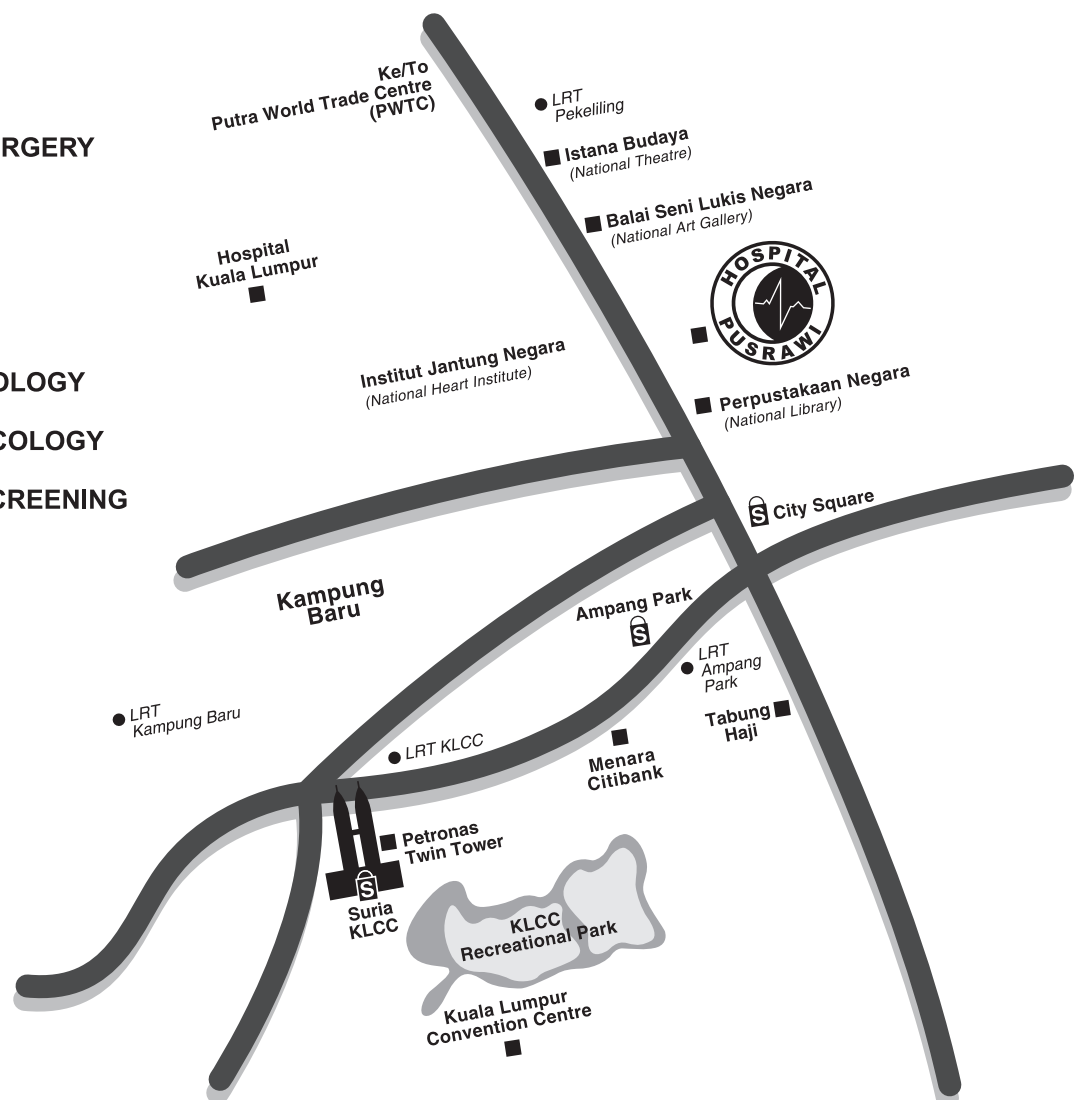 Ke/To
Putra World Trade Centre
(PWTC)
LRT
Pekeliling
RGERY
Istana Budaya
(National Theatre)
Balai Seni Lukis Negara
(National Art Gallery)
Hospital
Kuala Lumpur
HOSPITAL
PUSRAWI
Institut Jantung Negara
(National Heart Institute)
OLOGY
Perpustakaan Negara
(National Library)
COLOGY
CREENING
S City Square
Kampung
Baru
Ampang Park
S
LRT
Ampang
Park
LRT
Kampung Baru
Tabung
Haji
LRT KLCC
Menara
Citibank
Petronas
Twin Tower
S
Suria
KLCC
KLCC
Recreational Park
Kuala Lumpur
Convention Centre